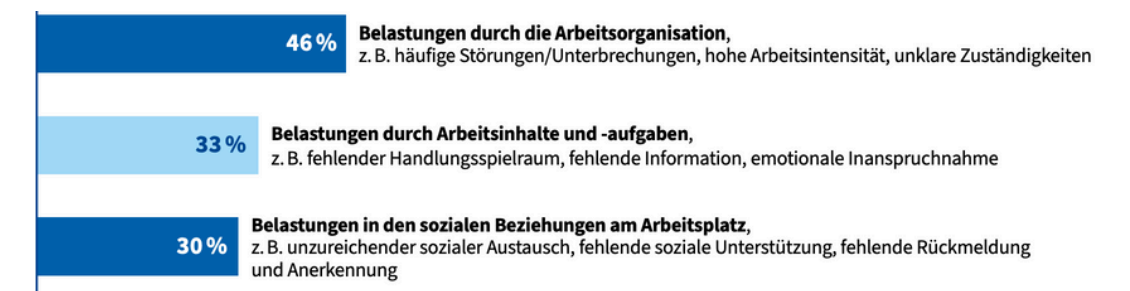 46 %
Belastungen durch die Arbeitsorganisation,
z. B. häufige Störungen/Unterbrechungen, hohe Arbeitsintensität, unklare Zuständigkeiten
33 %
Belastungen durch Arbeitsinhalte und -aufgaben,
z. B. fehlender Handlungsspielraum, fehlende Information, emotionale Inanspruchnahme
30 %
Belastungen in den sozialen Beziehungen am Arbeitsplatz,
z. B. unzureichender sozialer Austausch, fehlende soziale Unterstützung, fehlende Rückmeldung
und Anerkennung